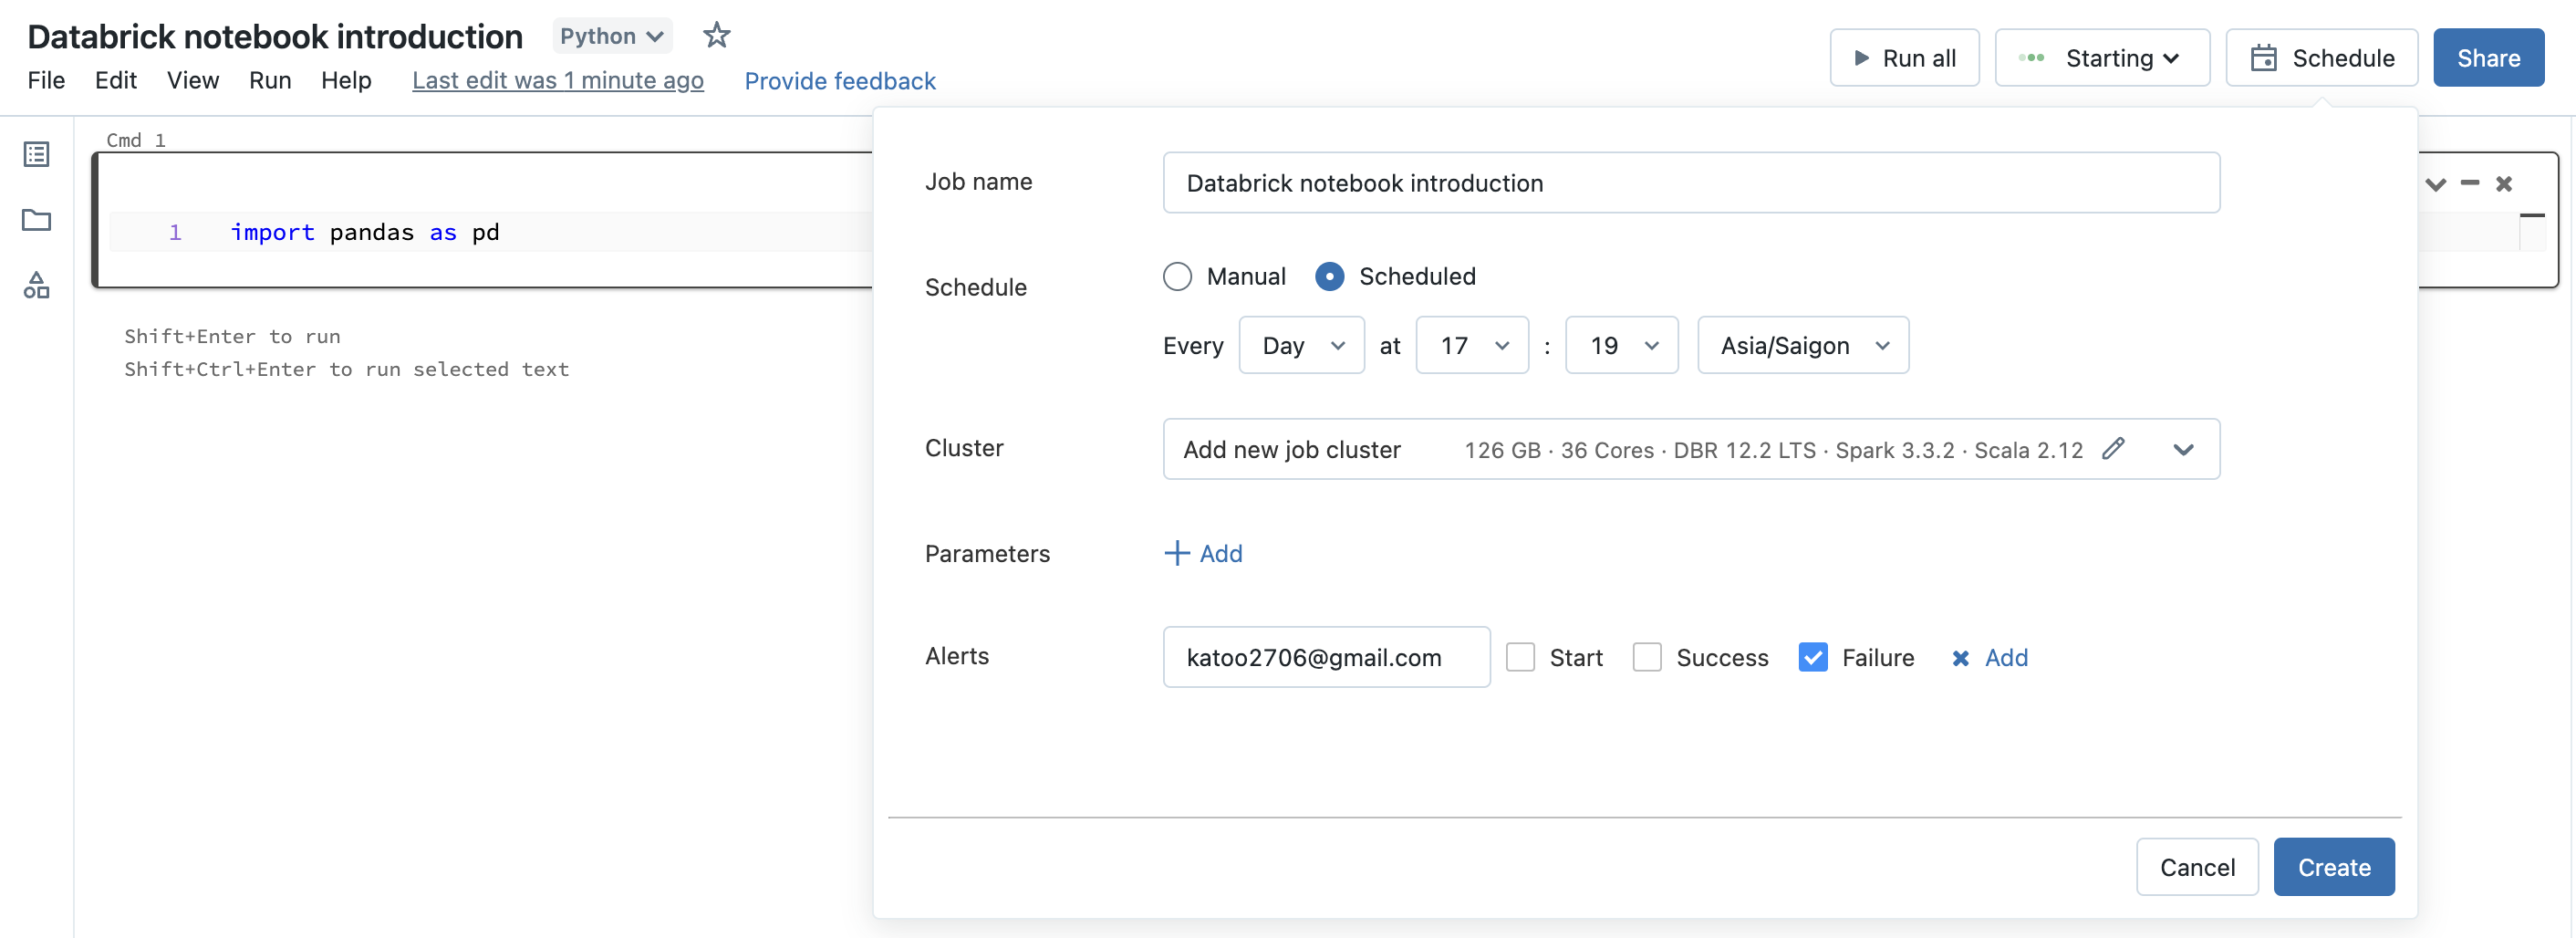 Databrick notebook introduction Python
File Edit View Run Help Last edit was 1 minute ago Provide feedback
Run all Starting Schedule Share
Cmd 1
1 import pandas as pd
Shift+Enter to run
Shift+Ctrl+Enter to run selected text
Job name Databrick notebook introduction
Schedule Manual Scheduled
Every Day at 17 : 19 Asia/Saigon
Cluster Add new job cluster 126 GB · 36 Cores · DBR 12.2 LTS · Spark 3.3.2 · Scala 2.12
Parameters + Add
Alerts katoo2706@gmail.com Start Success Failure Add
Cancel Create